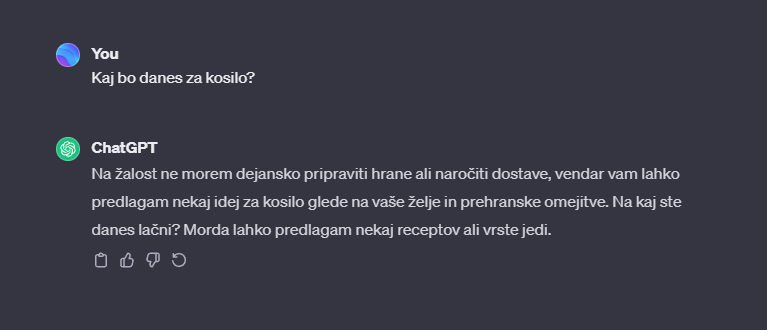 You
Kaj bo danes za kosilo?
ChatGPT
Na žalost ne morem dejansko pripraviti hrane ali naročiti dostave, vendar vam lahko
predlagam nekaj idej za kosilo glede na vaše želje in prehranske omejitve. Na kaj ste
danes lačni? Morda lahko predlagam nekaj receptov ali vrste jedi.